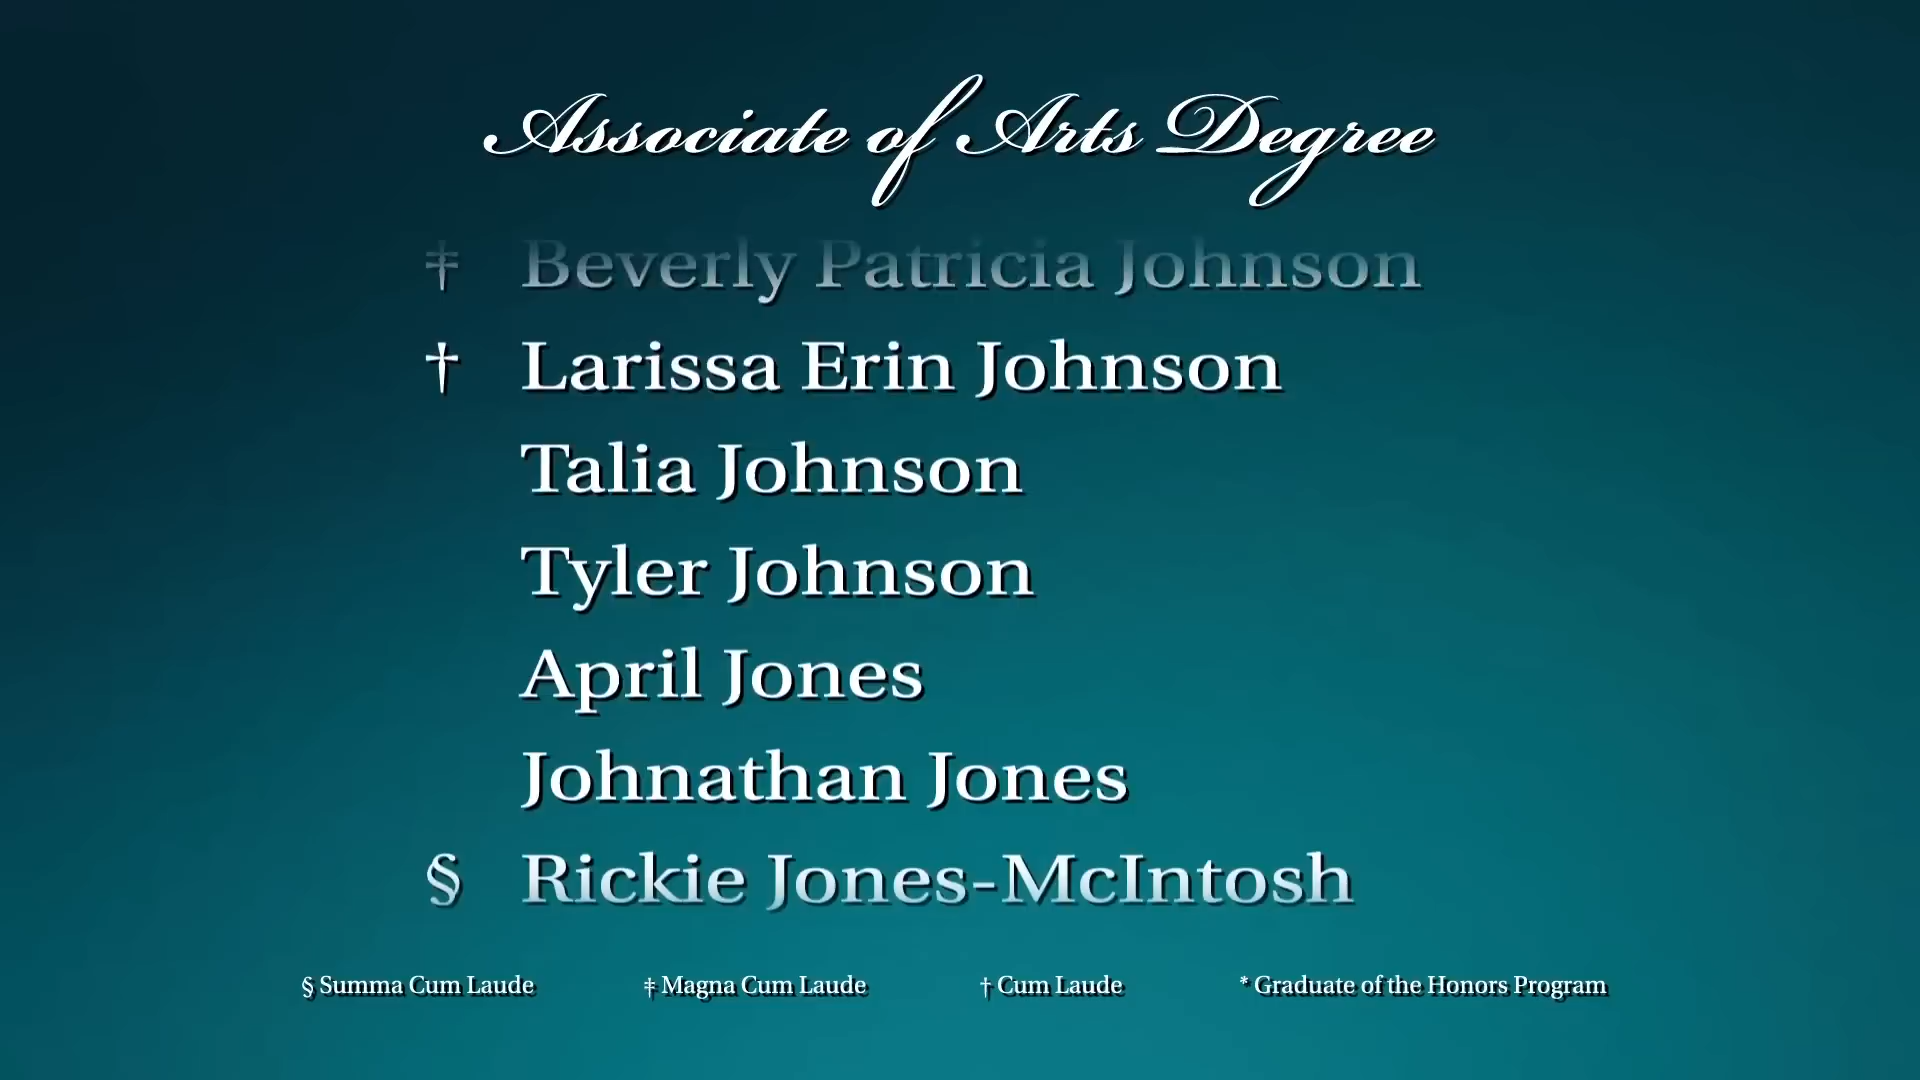 Associate of Arts Degree
‡ Beverly Patricia Johnson
† Larissa Erin Johnson
Talia Johnson
Tyler Johnson
April Jones
Johnathan Jones
§ Rickie Jones-McIntosh
§ Summa Cum Laude ‡ Magna Cum Laude † Cum Laude * Graduate of the Honors Program